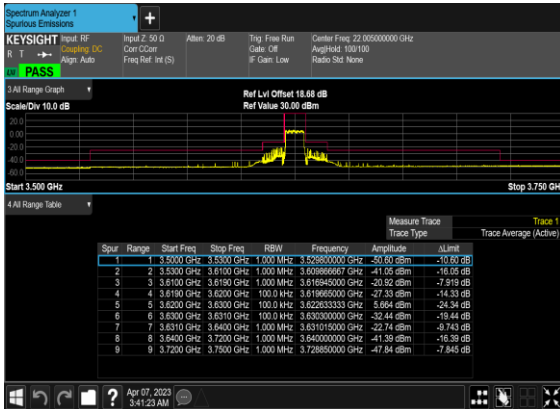 Spectrum Analyzer 1
Spurious Emissions
+
KEYSIGHT Input: RF Input Z: 50 Ω Atten: 20 dB Trig: Free Run Center Freq: 22.005000000 GHz
R T Coupling: DC Corr CCorr Gate: Off Avg|Hold: 100/100
Align: Auto Freq Ref: Int (S) IF Gain: Low Radio Std: None
PASS
3 All Range Graph
Ref Lvl Offset 18.68 dB
Scale/Div 10.0 dB Ref Value 30.00 dBm
20.0
0.00
-20.0
-40.0
-60.0
Start 3.500 GHz Stop 3.750 GH
4 All Range Table
Measure Trace Trace 1
Trace Type Trace Average (Active)
Spur Range Start Freq Stop Freq RBW Frequency Amplitude ΔLimit
1 1 3.5000 GHz 3.5300 GHz 1.000 MHz 3.529800000 GHz -50.60 dBm -10.60 dB
2 2 3.5300 GHz 3.6100 GHz 1.000 MHz 3.609866667 GHz -41.05 dBm -16.05 dB
3 3 3.6100 GHz 3.6190 GHz 1.000 MHz 3.616945000 GHz -20.92 dBm -7.919 dB
4 4 3.6190 GHz 3.6200 GHz 100.0 kHz 3.619665000 GHz -27.33 dBm -14.33 dB
5 5 3.6200 GHz 3.6300 GHz 100.0 kHz 3.622633333 GHz 5.664 dBm -24.34 dB
6 6 3.6300 GHz 3.6310 GHz 100.0 kHz 3.630300000 GHz -32.44 dBm -19.44 dB
7 7 3.6310 GHz 3.6400 GHz 1.000 MHz 3.631015000 GHz -22.74 dBm -9.743 dB
8 8 3.6400 GHz 3.7200 GHz 1.000 MHz 3.640000000 GHz -41.39 dBm -16.39 dB
9 9 3.7200 GHz 3.7500 GHz 1.000 MHz 3.728850000 GHz -47.84 dBm -7.845 dB
? Apr 07, 2023
3:41:23 AM